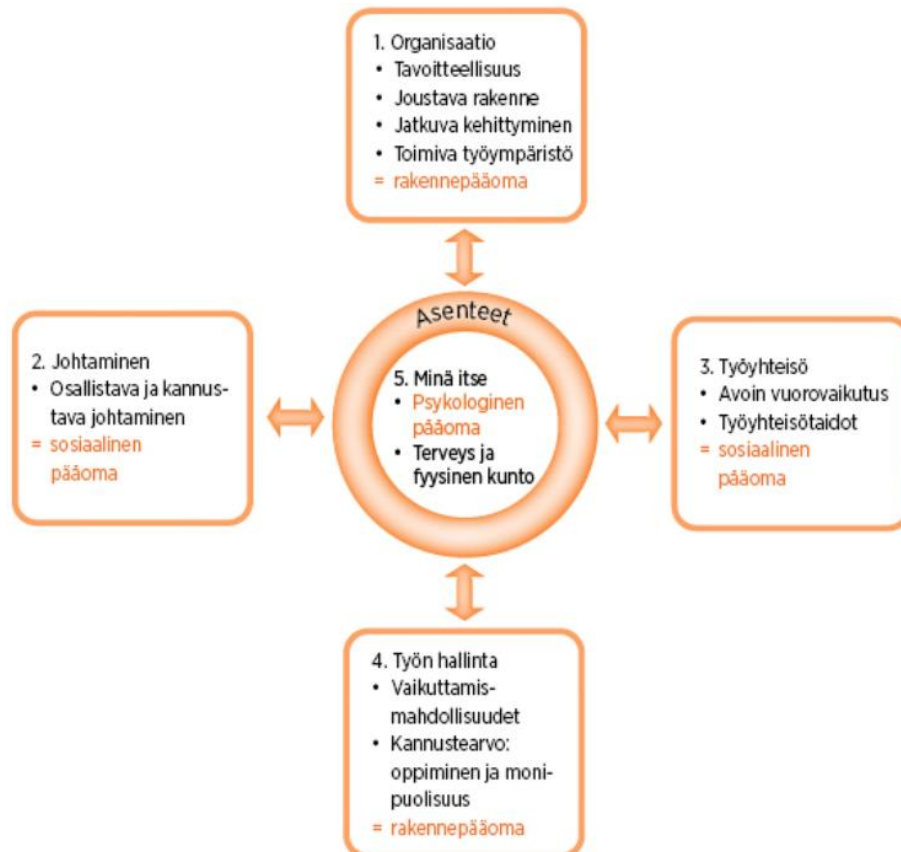 1. Organisaatio
• Tavoitteellisuus
• Joustava rakenne
• Jatkuva kehittyminen
• Toimiva työympäristö
= rakennepääoma
Asenteet
2. Johtaminen
• Osallistava ja kannus-
tava johtaminen
= sosiaalinen
pääoma
5. Minä itse
• Psykologinen
pääoma
• Terveys ja
fyysinen kunto
3. Työyhteisö
• Avoin vuorovaikutus
• Työyhteisötaidot
= sosiaalinen
pääoma
4. Työn hallinta
• Vaikuttamis-
mahdollisuudet
• Kannustearvo:
oppiminen ja moni-
puolisuus
= rakennepääoma